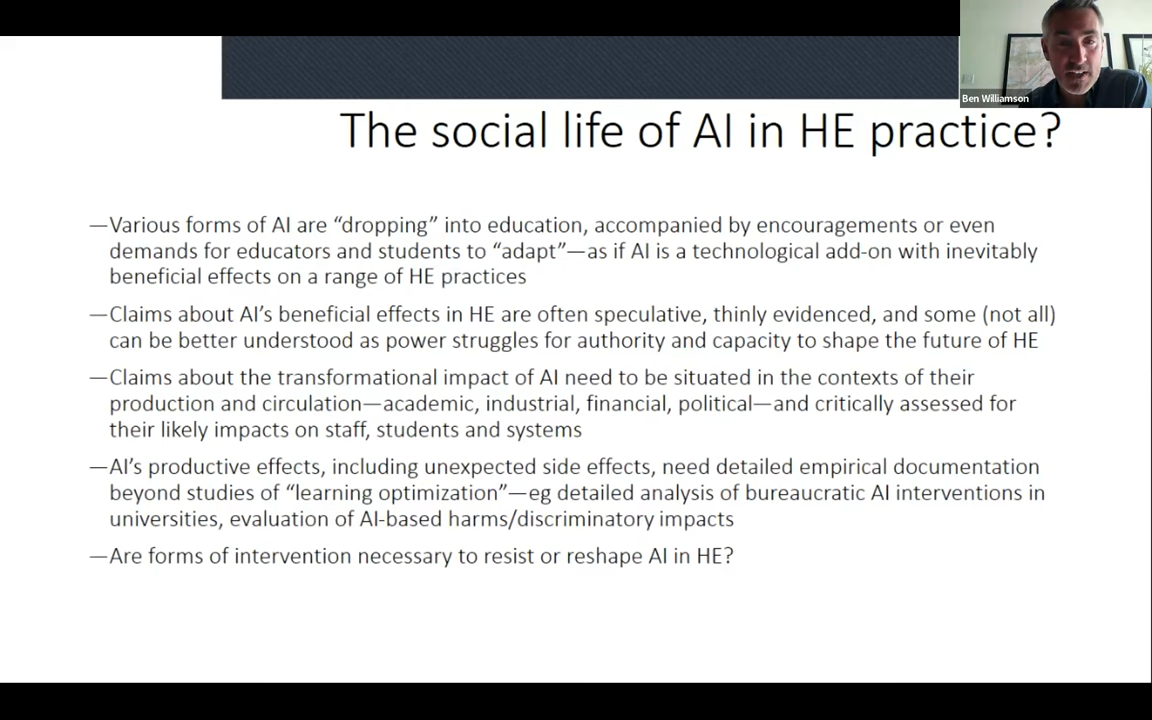 Ben Williamson
The social life of AI in HE practice?
—Various forms of AI are “dropping” into education, accompanied by encouragements or even
demands for educators and students to “adapt”—as if AI is a technological add-on with inevitably
beneficial effects on a range of HE practices
—Claims about AI’s beneficial effects in HE are often speculative, thinly evidenced, and some (not all)
can be better understood as power struggles for authority and capacity to shape the future of HE
—Claims about the transformational impact of AI need to be situated in the contexts of their
production and circulation—academic, industrial, financial, political—and critically assessed for
their likely impacts on staff, students and systems
—AI’s productive effects, including unexpected side effects, need detailed empirical documentation
beyond studies of “learning optimization”—eg detailed analysis of bureaucratic AI interventions in
universities, evaluation of AI-based harms/discriminatory impacts
—Are forms of intervention necessary to resist or reshape AI in HE?